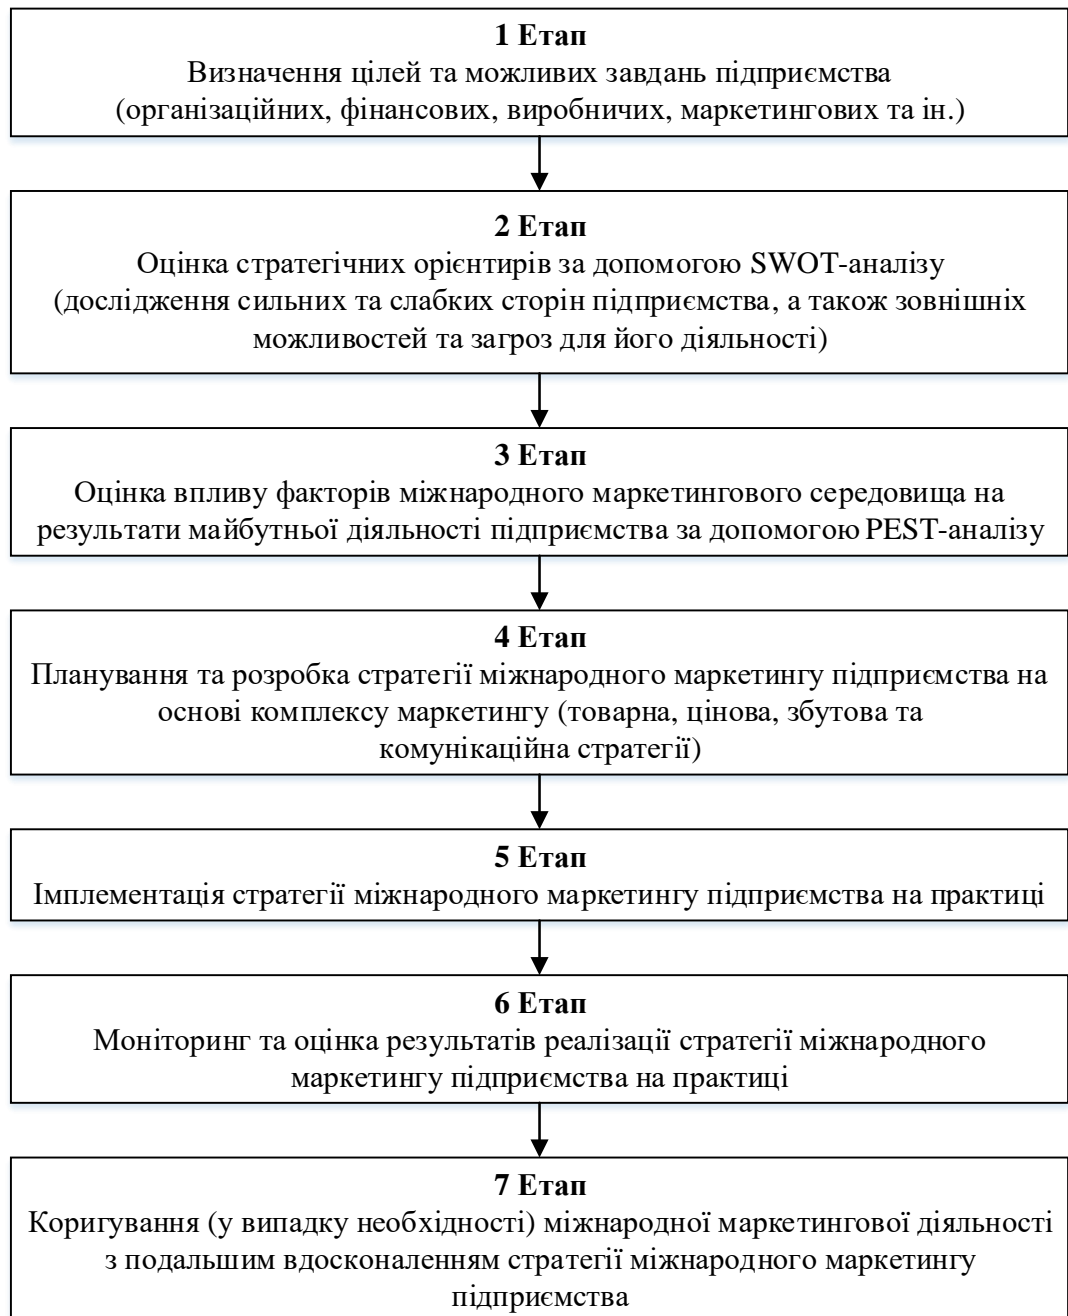 1 Етап
Визначення цілей та можливих завдань підприємства
(організаційних, фінансових, виробничих, маркетингових та ін.)
2 Етап
Оцінка стратегічних орієнтирів за допомогою SWOT-аналізу
(дослідження сильних та слабких сторін підприємства, а також зовнішніх
можливостей та загроз для його діяльності)
3 Етап
Оцінка впливу факторів міжнародного маркетингового середовища на
результати майбутньої діяльності підприємства за допомогою PEST-аналізу
4 Етап
Планування та розробка стратегії міжнародного маркетингу підприємства на
основі комплексу маркетингу (товарна, цінова, збутова та
комунікаційна стратегії)
5 Етап
Імплементація стратегії міжнародного маркетингу підприємства на практиці
6 Етап
Моніторинг та оцінка результатів реалізації стратегії міжнародного
маркетингу підприємства на практиці
7 Етап
Коригування (у випадку необхідності) міжнародної маркетингової діяльності
з подальшим вдосконаленням стратегії міжнародного маркетингу
підприємства